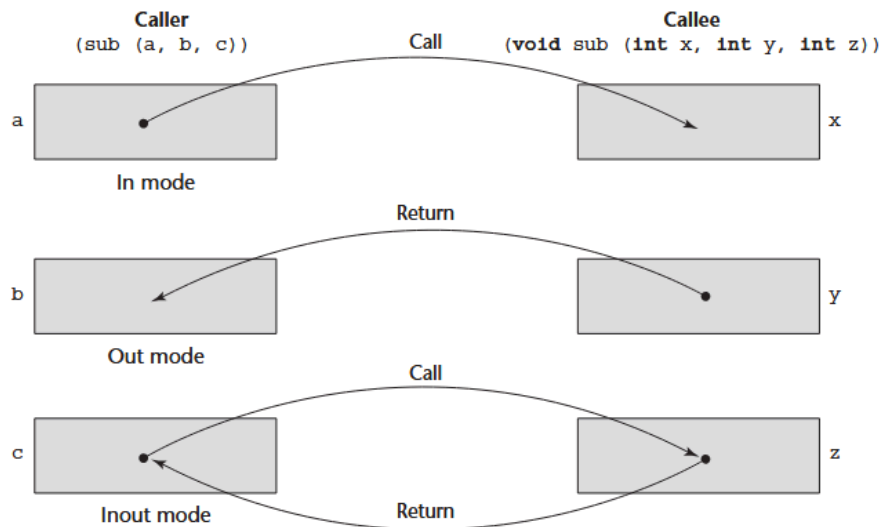 Caller
(sub (a, b, c))
Call
Callee
(void sub (int x, int y, int z))
a
x
In mode
Return
b
y
Out mode
Call
c
z
Inout mode
Return